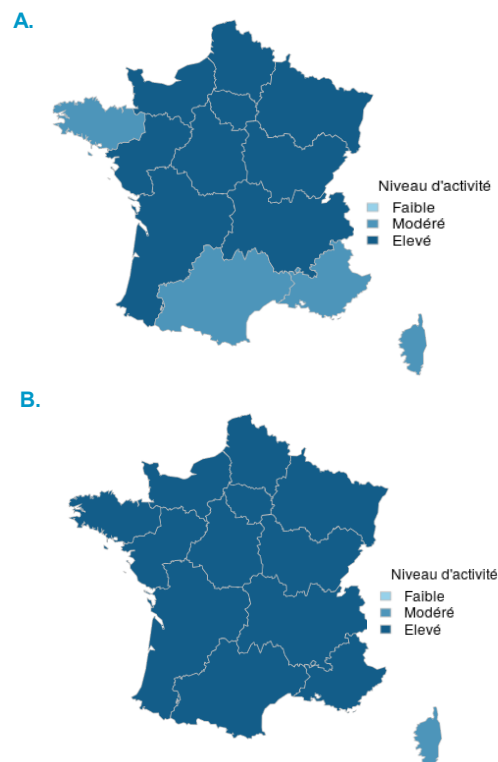 A.
Niveau d'activité
Faible
Modéré
Elevé
B.
Niveau d'activité
Faible
Modéré
Elevé